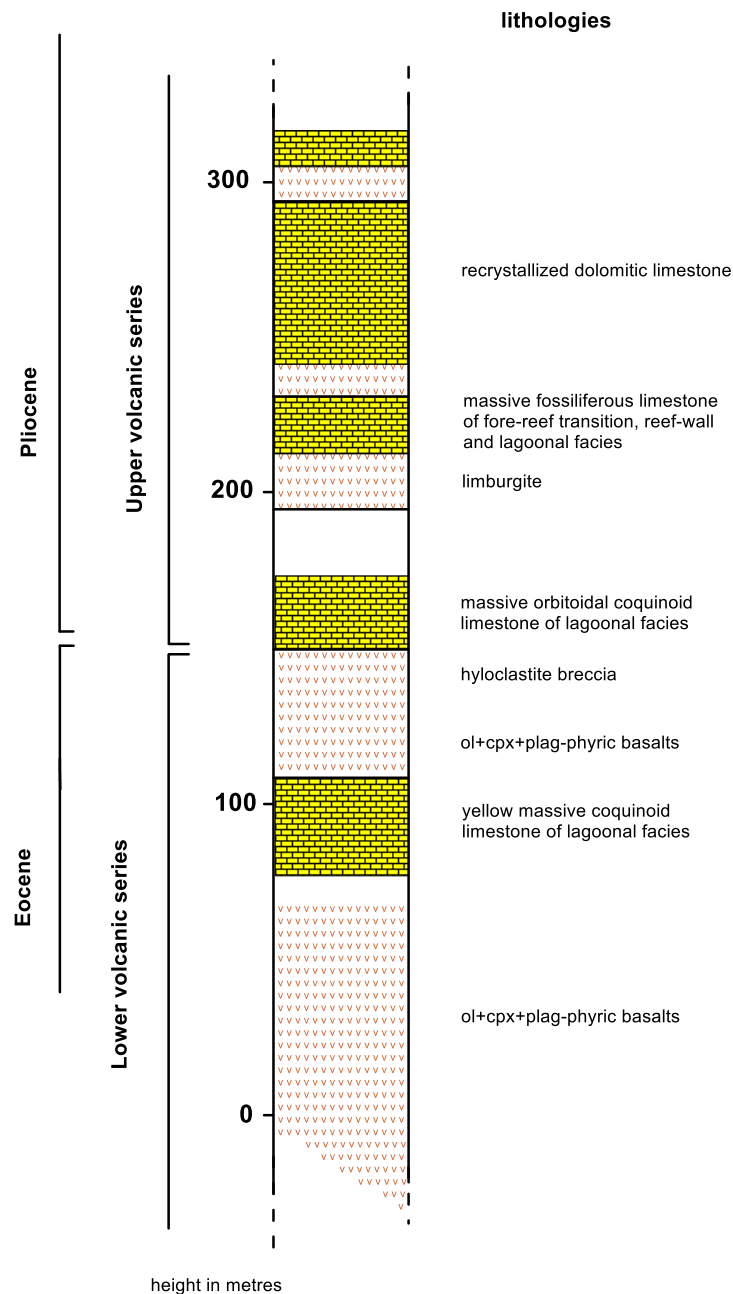 lithologies
300
recrystallized dolomitic limestone
Upper volcanic series
Pliocene
massive fossiliferous limestone
of fore-reef transition, reef-wall
and lagoonal facies
limburgite
200
massive orbitoidal coquinoid
limestone of lagoonal facies
hyloclastite breccia
ol+cpx+plag-phyric basalts
100
yellow massive coquinoid
limestone of lagoonal facies
Eocene
Lower volcanic series
ol+cpx+plag-phyric basalts
0
height in metres